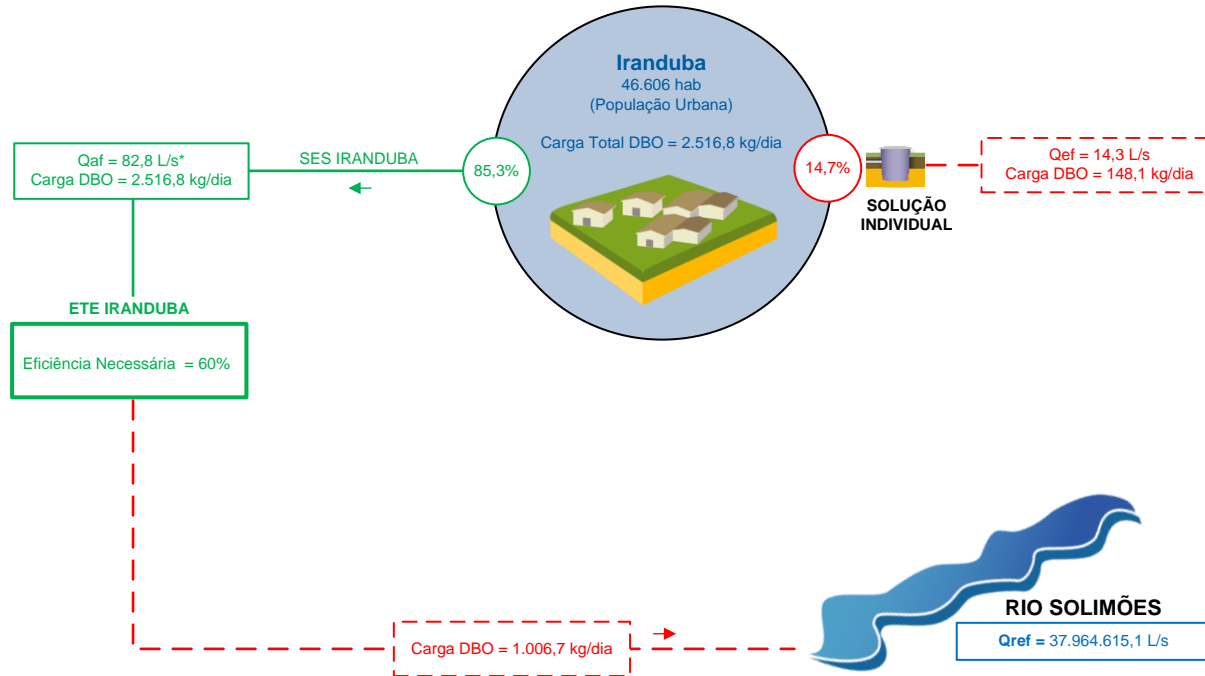 Iranduba
46.606 hab
(População Urbana)
Carga Total DBO = 2.516,8 kg/dia
85,3%
14,7%
SES IRANDUBA
Qaf = 82,8 L/s*
Carga DBO = 2.516,8 kg/dia
SOLUÇÃO
INDIVIDUAL
Qef = 14,3 L/s
Carga DBO = 148,1 kg/dia
ETE IRANDUBA
Eficiência Necessária = 60%
Carga DBO = 1.006,7 kg/dia
RIO SOLIMÕES
Qref = 37.964.615,1 L/s